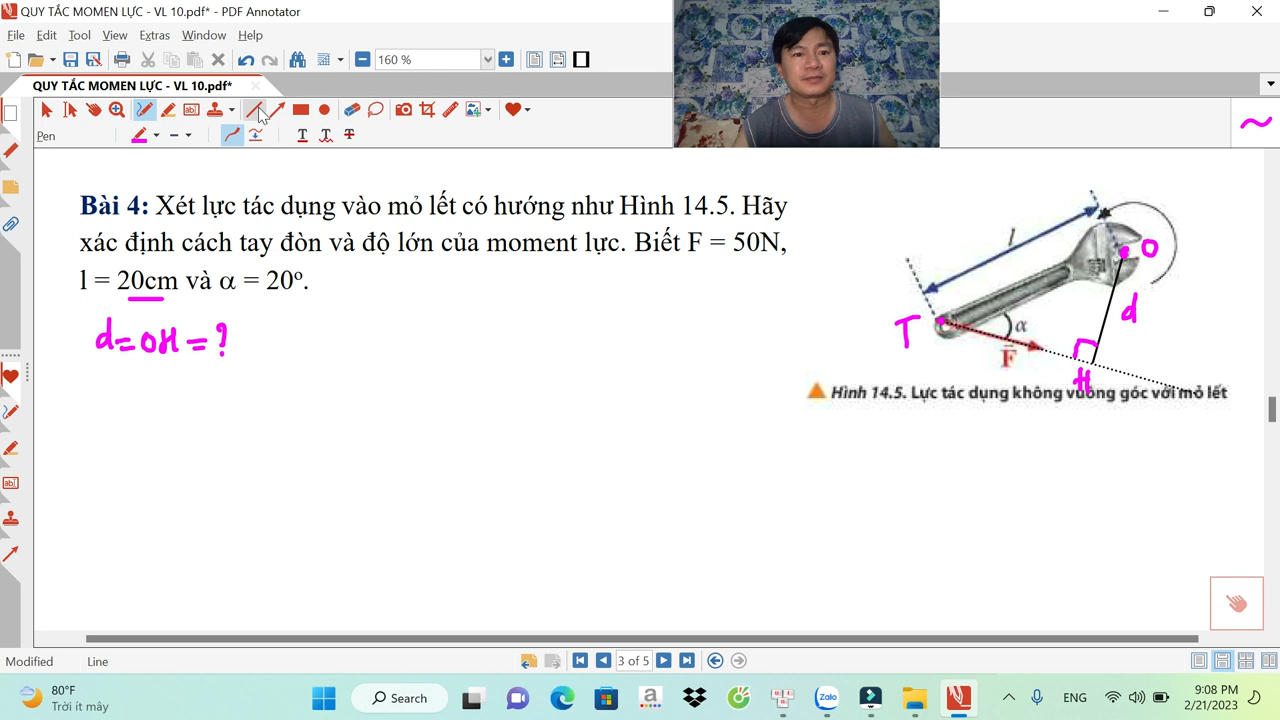 QUY TẮC MOMEN LỰC - VL 10.pdf* - PDF Annotator
File Edit Tool View Extras Window Help
160 %
QUY TẮC MOMEN LỰC - VL 10.pdf*
Pen
Bài 4: Xét lực tác dụng vào mỏ lết có hướng như Hình 14.5. Hãy
xác định cách tay đòn và độ lớn của moment lực. Biết F = 50N,
l = 20cm và α = 20º.
d = OH = ?
l
O
d
T
α
F
H
Hình 14.5. Lực tác dụng không vuông góc với mỏ lết
Modified Line
3 of 5
80°F
Trời ít mây
Search
Zalo
ENG
9:08 PM
2/21/2023